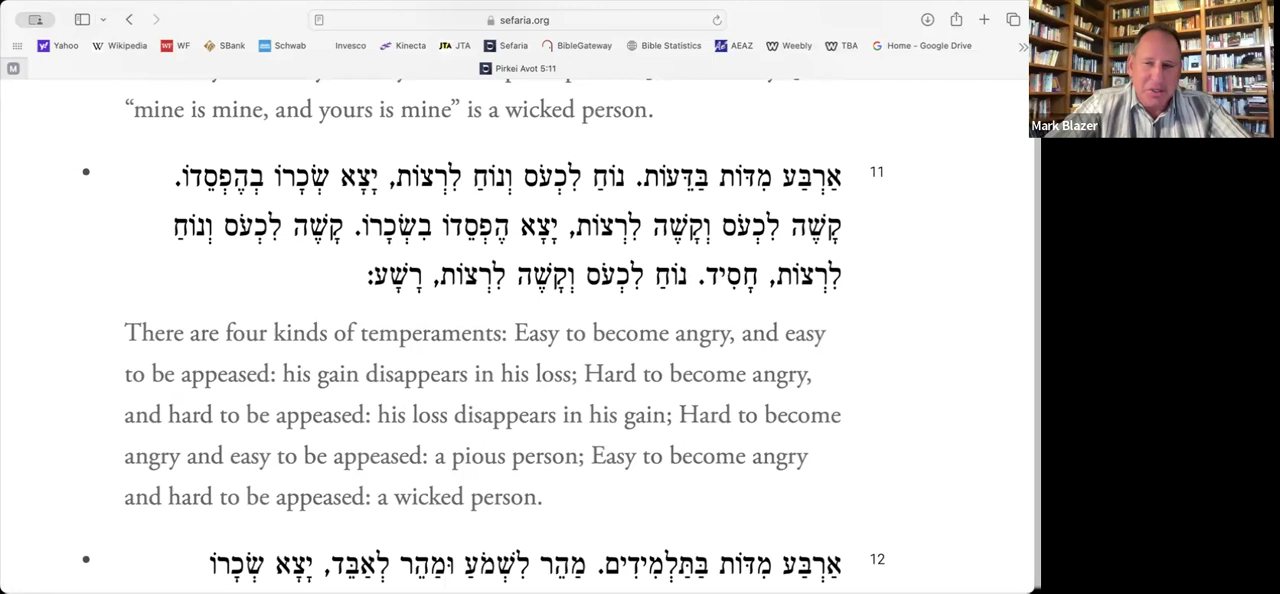 sefaria.org
Yahoo Wikipedia WF SBank Schwab Invesco Kinecta JTA JTA Sefaria BibleGateway Bible Statistics AEAZ Weebly TBA Home - Google Drive
M Pirkei Avot 5:11
“mine is mine, and yours is mine” is a wicked person.
11
אַרְבַּע מִדּוֹת בַּדֵּעוֹת. נוֹחַ לִכְעֹס וְנוֹחַ לִרְצוֹת, יָצָא שְׂכָרוֹ בְהֶפְסֵדוֹ.
קָשֶׁה לִכְעֹס וְקָשֶׁה לִרְצוֹת, יָצָא הֶפְסֵדוֹ בִשְׂכָרוֹ. קָשֶׁה לִכְעֹס וְנוֹחַ
לִרְצוֹת, חָסִיד. נוֹחַ לִכְעֹס וְקָשֶׁה לִרְצוֹת, רָשָׁע:
There are four kinds of temperaments: Easy to become angry, and easy
to be appeased: his gain disappears in his loss; Hard to become angry,
and hard to be appeased: his loss disappears in his gain; Hard to become
angry and easy to be appeased: a pious person; Easy to become angry
and hard to be appeased: a wicked person.
12
אַרְבַּע מִדּוֹת בַּתַּלְמִידִים. מַהֵר לִשְׁמֹעַ וּמַהֵר לְאַבֵּד, יָצָא שְׂכָרוֹ
Mark Blazer